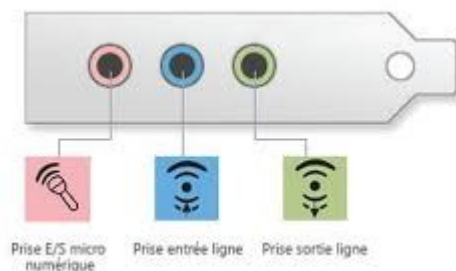 Prise E/S micro
numérique
Prise entrée ligne
Prise sortie ligne